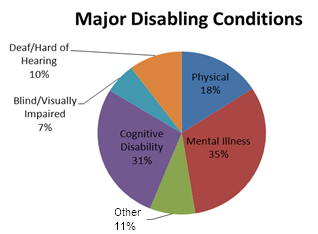 Major Disabling Conditions
Deaf/Hard of
Hearing
10%
Physical
18%
Blind/Visually
Impaired
7%
Cognitive
Disability
31%
Mental Illness
35%
Other
11%